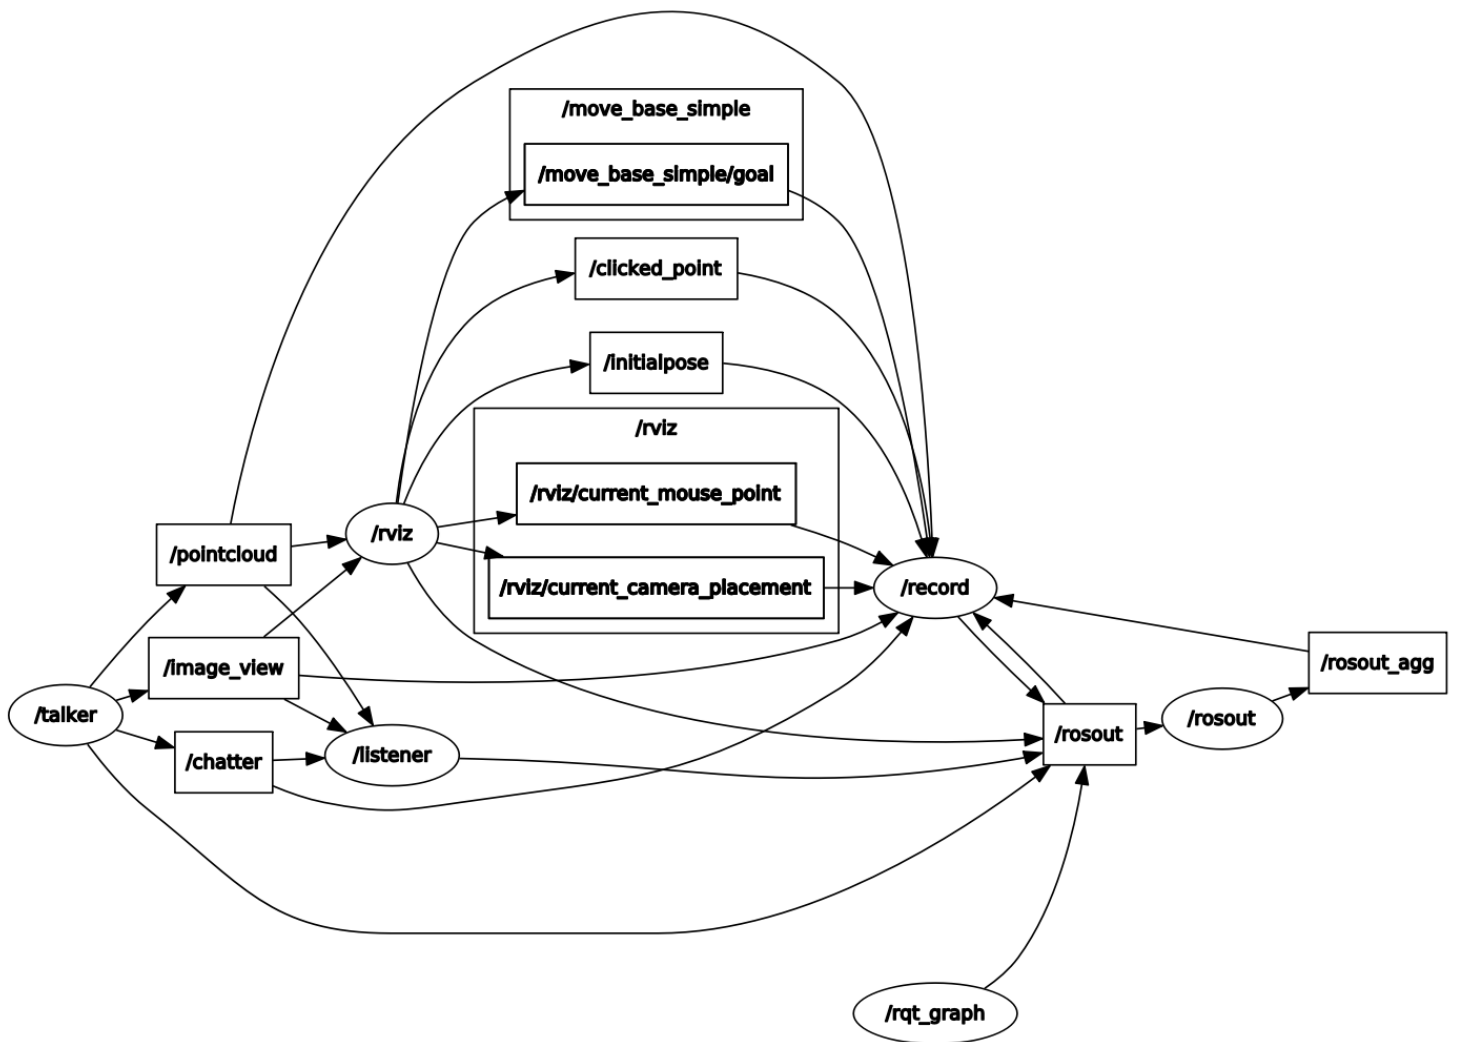 /move_base_simple
/move_base_simple/goal
/clicked_point
/initialpose
/rviz
/rviz/current_mouse_point
/rviz
/pointcloud
/rviz/current_camera_placement
/record
/image_view
/rosout_agg
/talker
/rosout
/rosout
/listener
/chatter
/rqt_graph